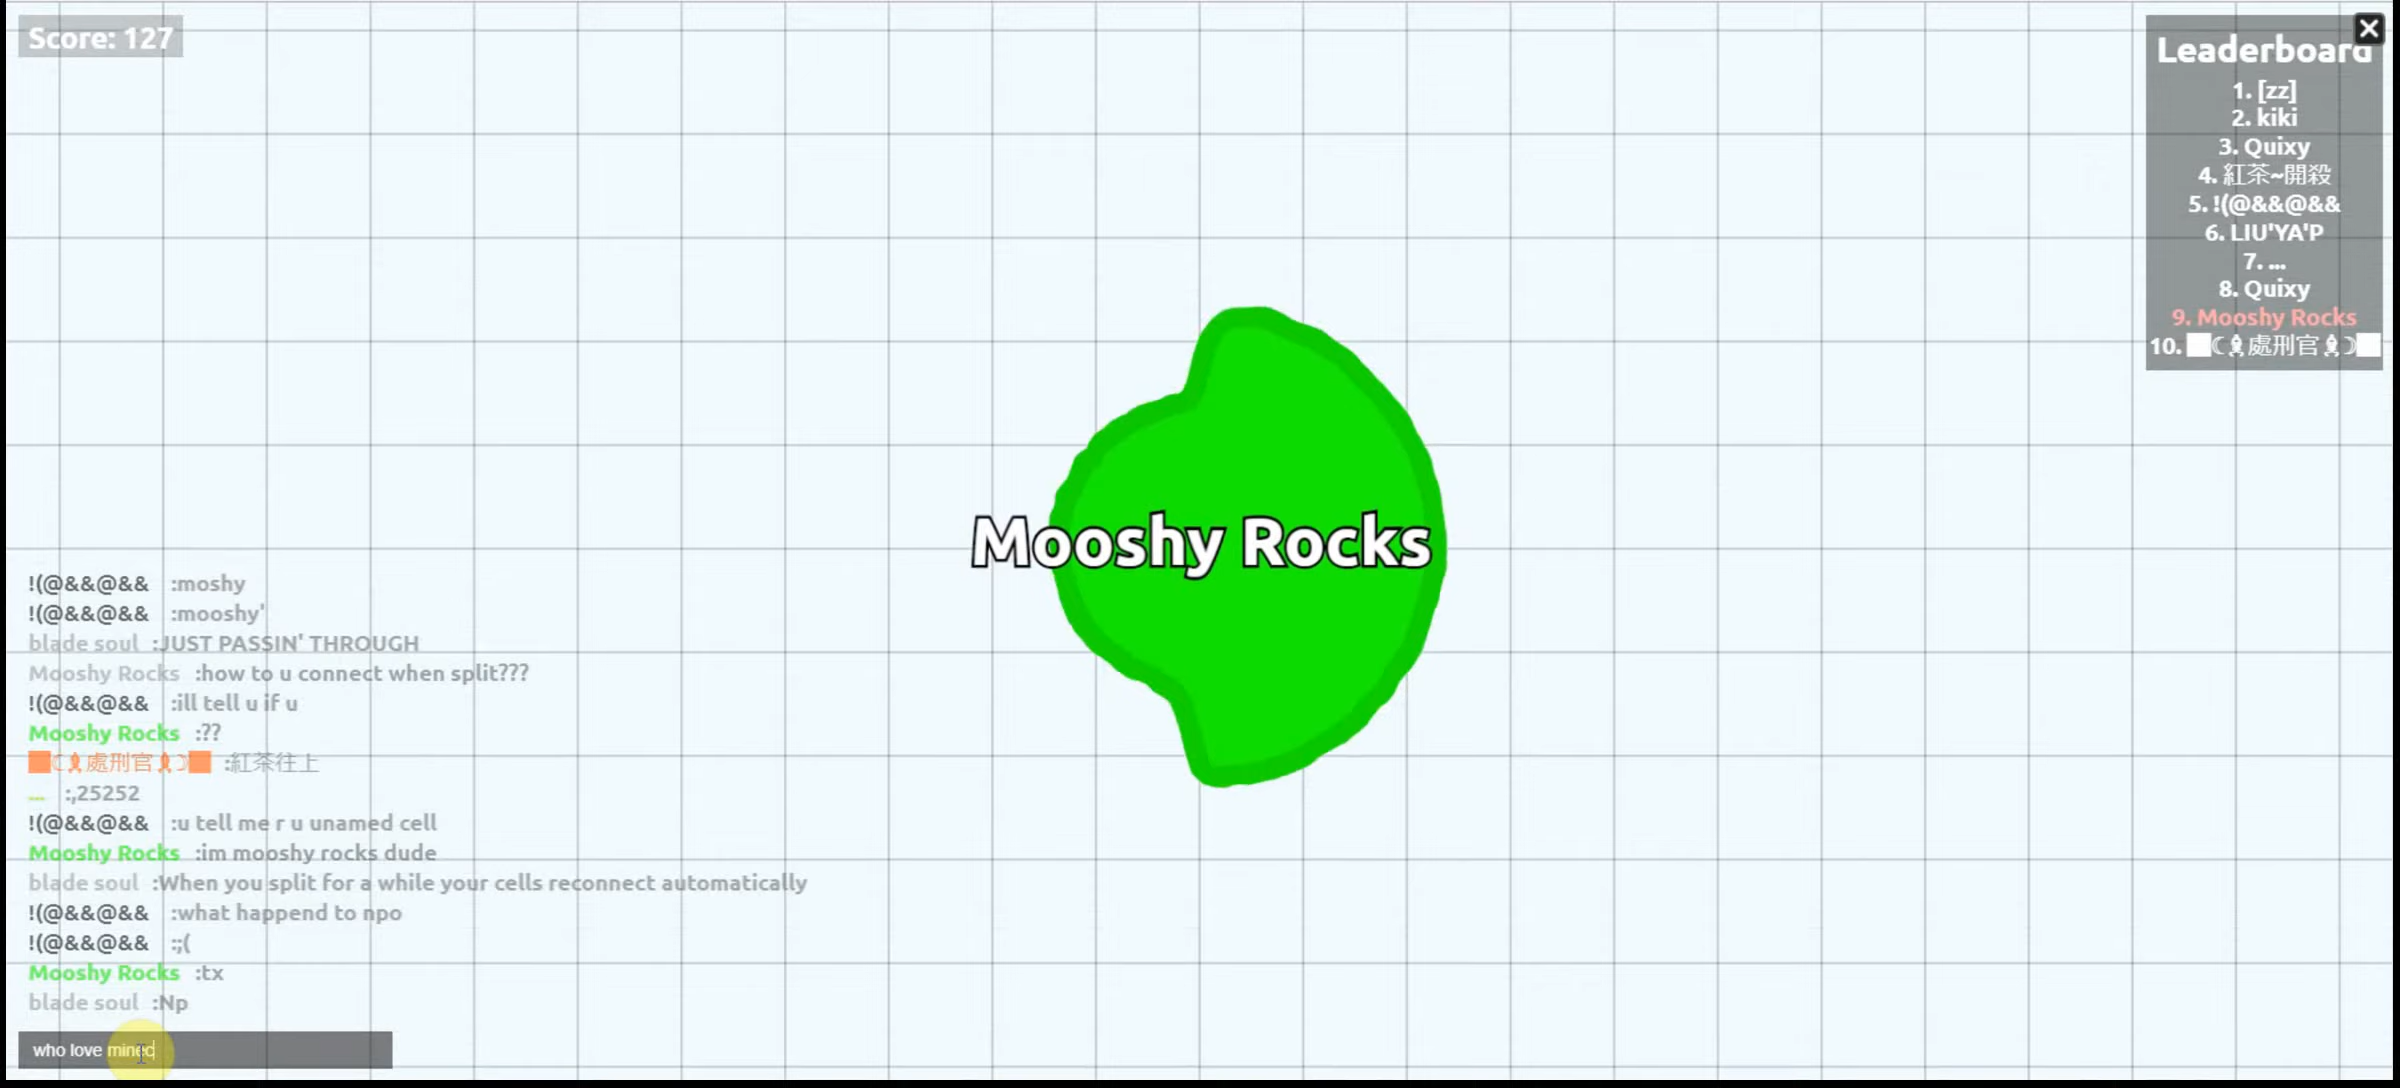 Score: 127
Leaderboard
1. [zz]
2. kiki
3. Quixy
4. 紅茶~開殺
5. !(@&&@&&
6. LIU'YA'P
7. ...
8. Quixy
9. Mooshy Rocks
10. 處刑官
Mooshy Rocks
!(@&&@&& :moshy
!(@&&@&& :mooshy'
blade soul :JUST PASSIN' THROUGH
Mooshy Rocks :how to u connect when split???
!(@&&@&& :ill tell u if u
Mooshy Rocks :??
處刑官 :紅茶往上
... :,25252
!(@&&@&& :u tell me r u unamed cell
Mooshy Rocks :im mooshy rocks dude
blade soul :When you split for a while your cells reconnect automatically
!(@&&@&& :what happend to npo
!(@&&@&& :;(
Mooshy Rocks :tx
blade soul :Np
who love minec